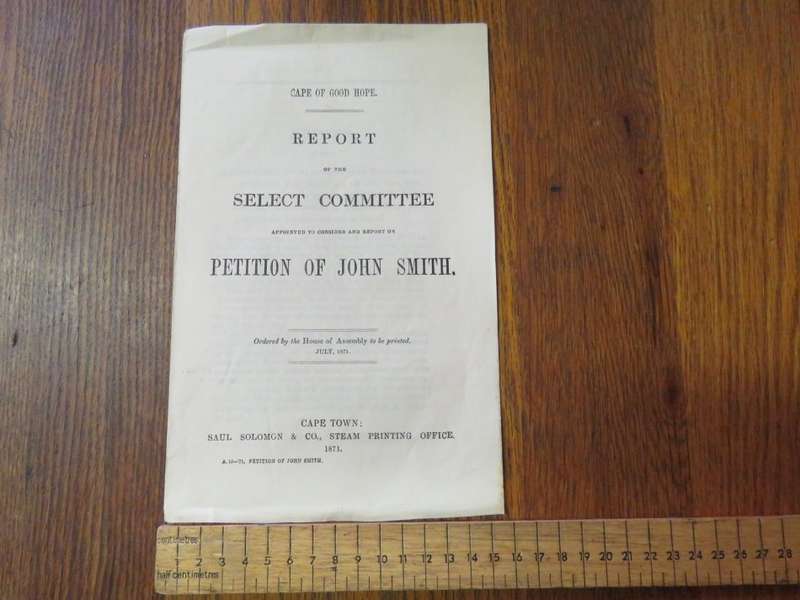 CAPE OF GOOD HOPE.
REPORT
OF THE
SELECT COMMITTEE
APPOINTED TO CONSIDER AND REPORT ON
PETITION OF JOHN SMITH.
Ordered by the House of Assembly to be printed.
JULY, 1871.
CAPE TOWN:
SAUL SOLOMON & CO., STEAM PRINTING OFFICE.
1871.
PETITION OF JOHN SMITH.
centimetres
2 3 4 5 6 7 8 9 10 11 12 13 14 15 16 17 18 19 20 21 22 23 24 25 26 27 28
half centimetres